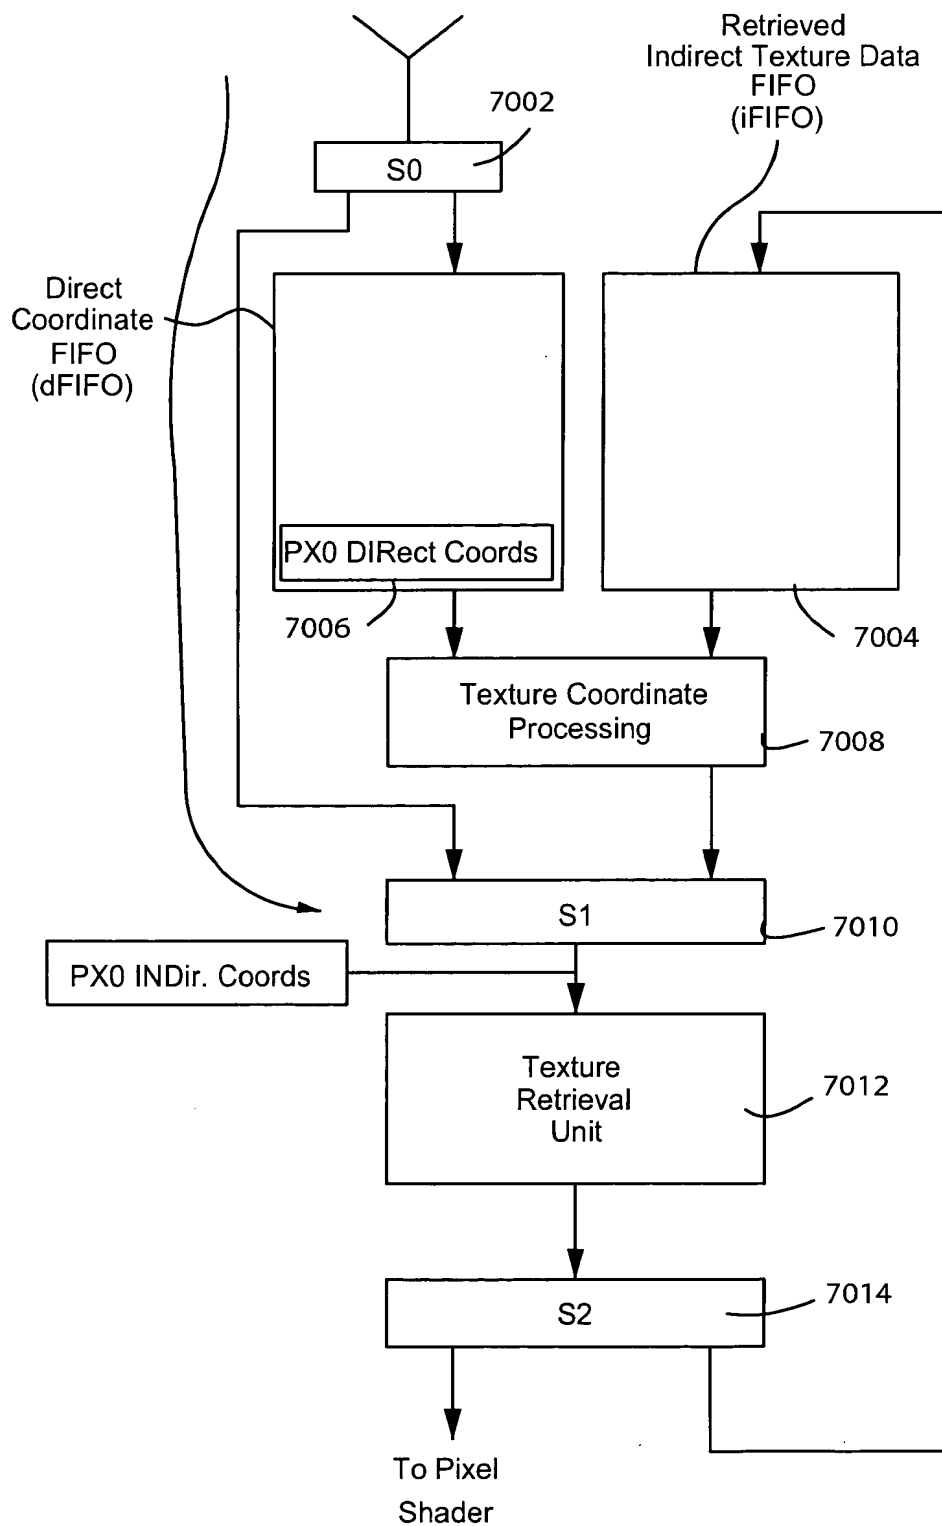 Retrieved
Indirect Texture Data
FIFO
(iFIFO)
7002
S0
Direct
Coordinate
FIFO
(dFIFO)
PX0 DIRect Coords
7006
7004
Texture Coordinate
Processing
7008
S1
7010
PX0 INDir. Coords
Texture
Retrieval
Unit
7012
S2
7014
To Pixel
Shader